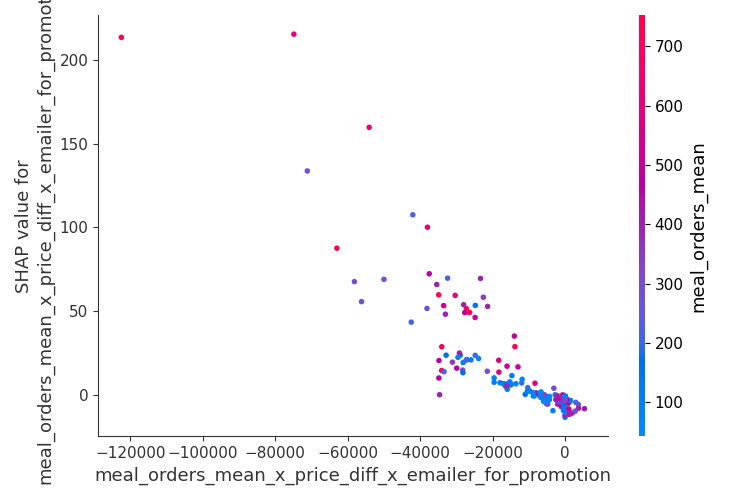 SHAP value for
meal_orders_mean_x_price_diff_x_emailer_for_promot
200
150
100
50
0
−120000 −100000 −80000 −60000 −40000 −20000 0
meal_orders_mean_x_price_diff_x_emailer_for_promotion
700
600
500
400
300
200
100
meal_orders_mean